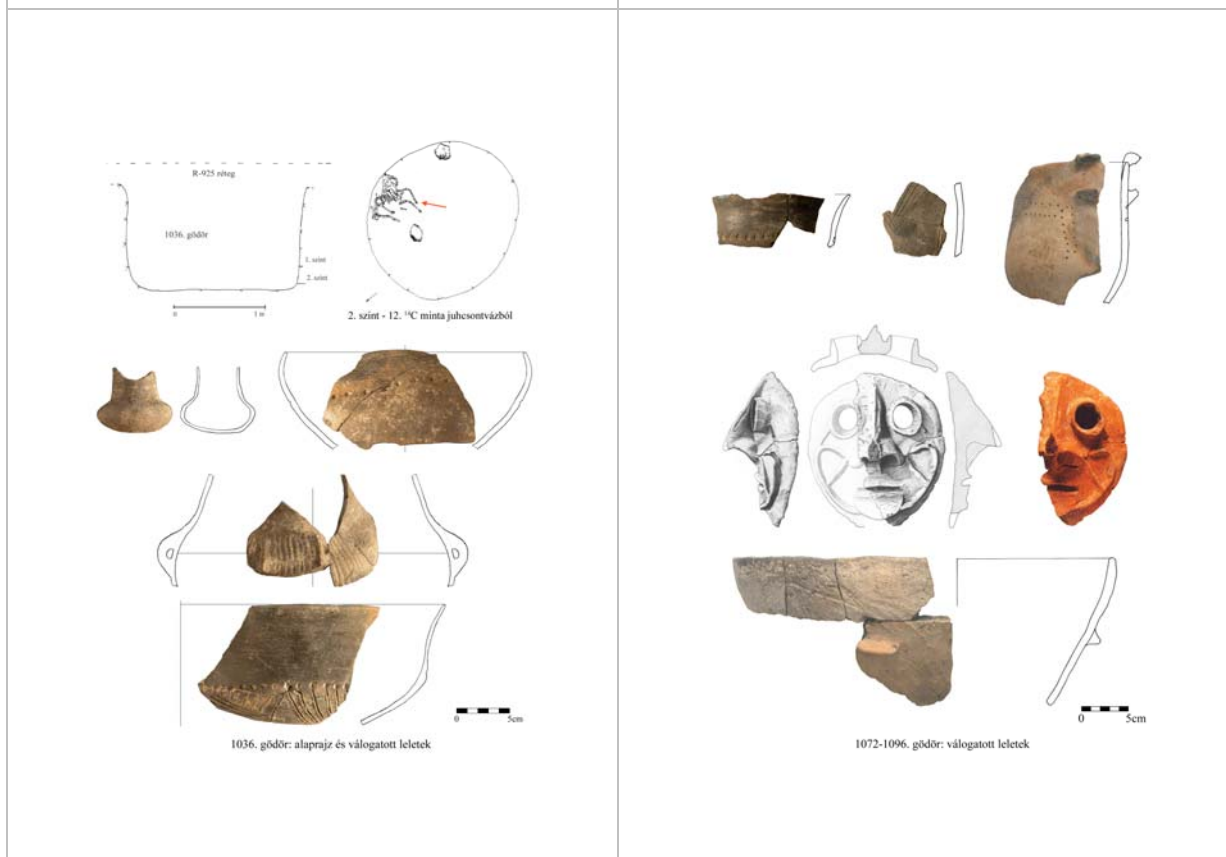 R-925 réteg
1036. gödör
1. szint
2. szint
0 1 m
2. szint - 12. ¹⁴C minta juhcsontvázból
0 5cm
1036. gödör: alaprajz és válogatott leletek
0 5cm
1072-1096. gödör: válogatott leletek